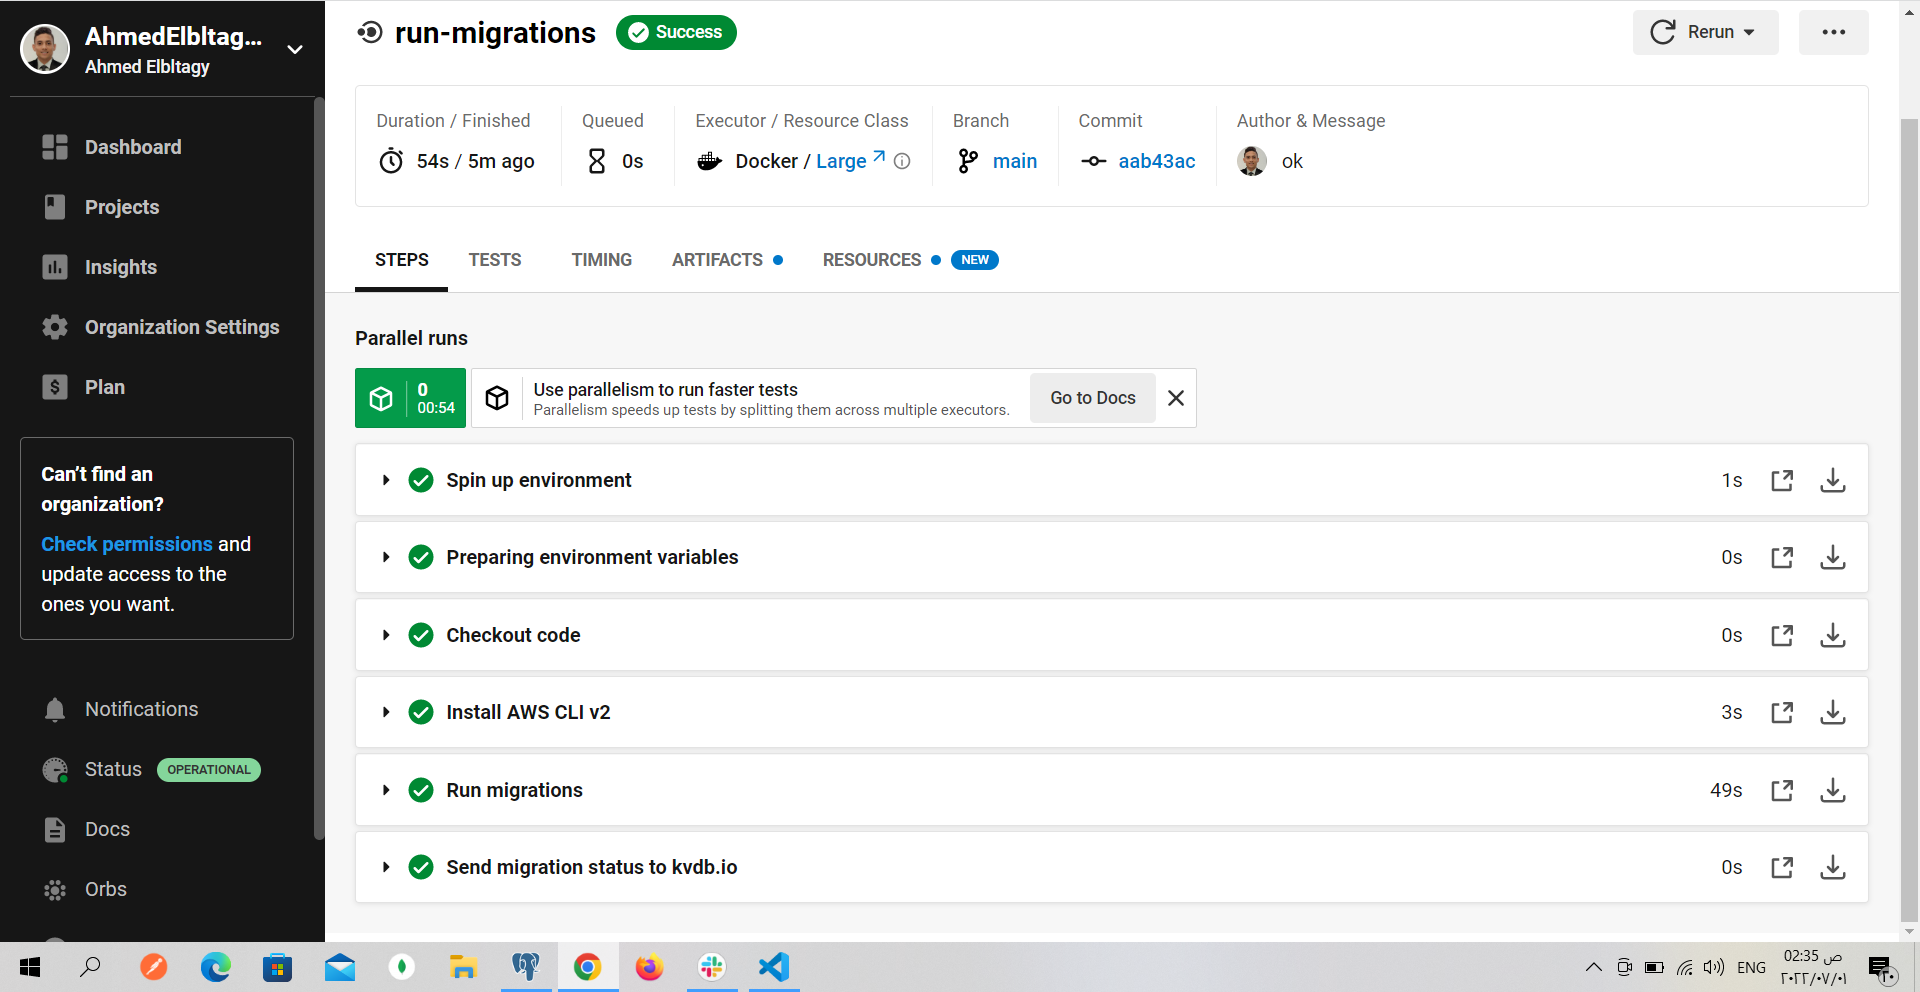 AhmedElbltag...
Ahmed Elbltagy
Dashboard
Projects
Insights
Organization Settings
Plan
Can't find an
organization?
Check permissions and
update access to the
ones you want.
Notifications
Status OPERATIONAL
Docs
Orbs
run-migrations Success
Rerun
Duration / Finished
54s / 5m ago
Queued
0s
Executor / Resource Class
Docker / Large
Branch
main
Commit
aab43ac
Author & Message
ok
STEPS TESTS TIMING ARTIFACTS RESOURCES NEW
Parallel runs
0
00:54
Use parallelism to run faster tests
Parallelism speeds up tests by splitting them across multiple executors.
Go to Docs
Spin up environment 1s
Preparing environment variables 0s
Checkout code 0s
Install AWS CLI v2 3s
Run migrations 49s
Send migration status to kvdb.io 0s
ENG
02:35 ص
٢٠٢٢/٠٧/٠١
٢٠